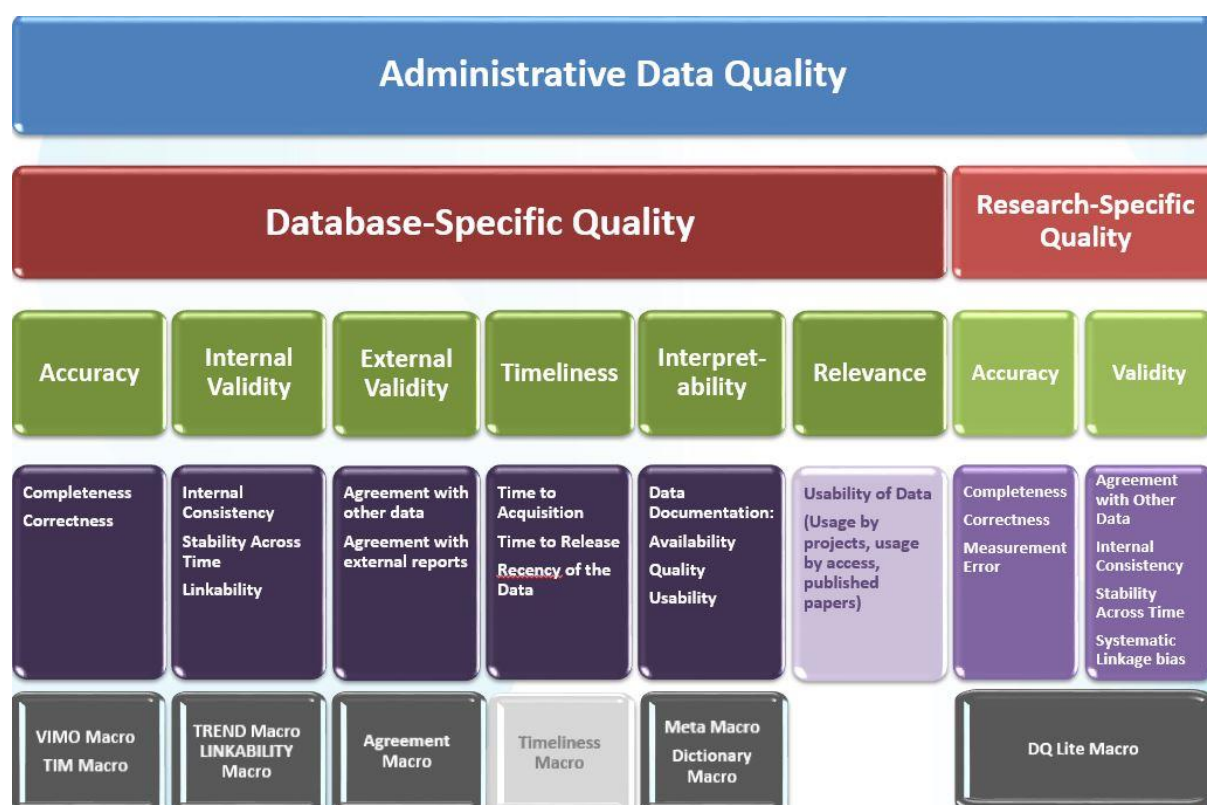 Administrative Data Quality
Database-Specific Quality
Research-Specific
Quality
Accuracy
Internal
Validity
External
Validity
Timeliness
Interpret-
ability
Relevance
Accuracy
Validity
Completeness
Correctness
Internal
Consistency
Stability Across
Time
Linkability
Agreement with
other data
Agreement with
external reports
Time to
Acquisition
Time to Release
Recency of the
Data
Data
Documentation:
Availability
Quality
Usability
Usability of Data
(Usage by
projects, usage
by access,
published
papers)
Completeness
Correctness
Measurement
Error
Agreement
with Other
Data
Internal
Consistency
Stability
Across Time
Systematic
Linkage bias
VIMO Macro
TIM Macro
TREND Macro
LINKABILITY
Macro
Agreement
Macro
Timeliness
Macro
Meta Macro
Dictionary
Macro
DQ Lite Macro